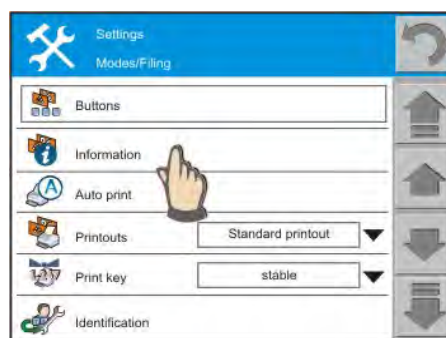 Settings
Modes/Filing
Buttons
Information
Auto print
Printouts Standard printout
Print key stable
Identification